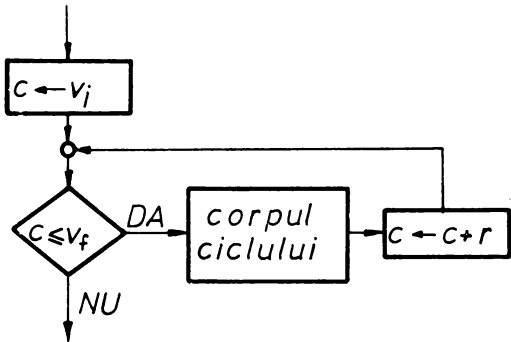 c ← v_i
c ≤ v_f
DA
corpul
ciclului
c ← c + r
NU